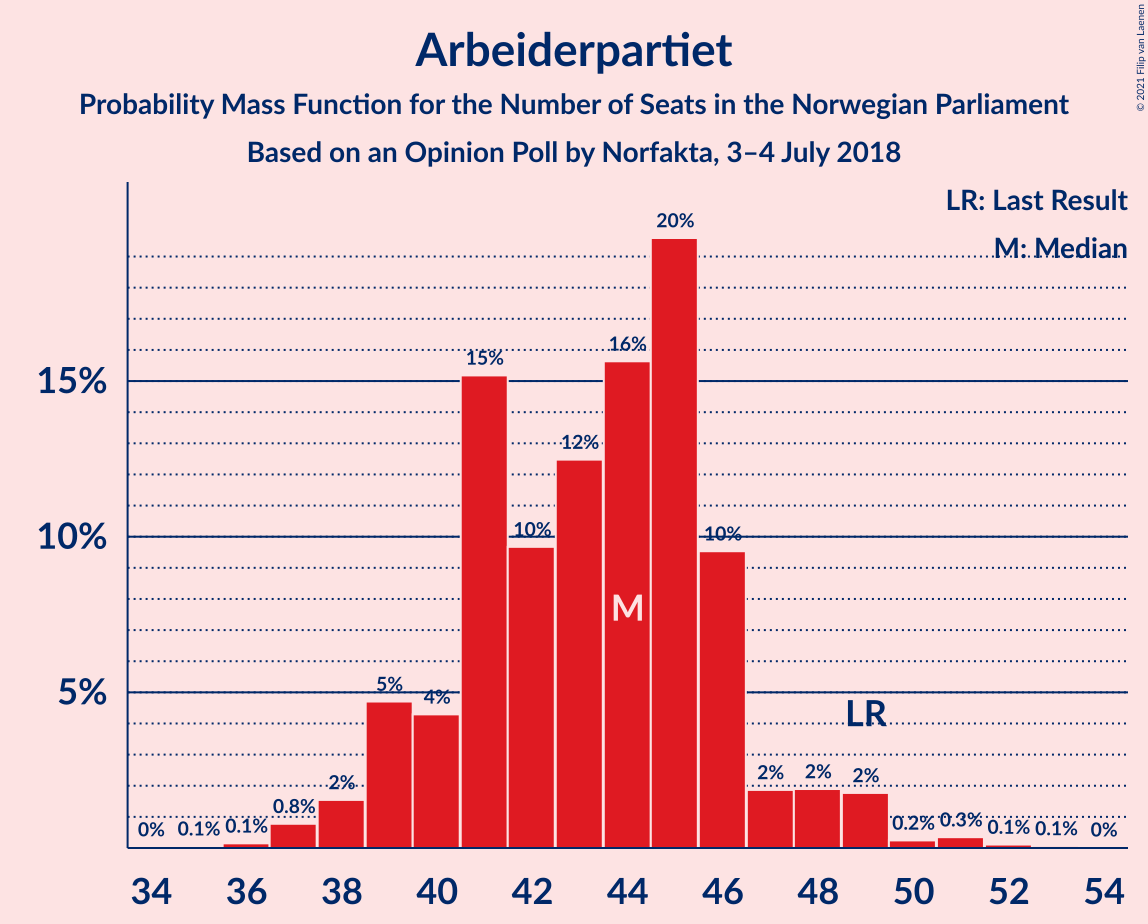 Arbeiderpartiet
Probability Mass Function for the Number of Seats in the Norwegian Parliament
Based on an Opinion Poll by Norfakta, 3–4 July 2018
© 2021 Filip van Laenen
LR: Last Result
M: Median
15%
10%
5%
0%
0.1%
0.1%
0.8%
2%
5%
4%
15%
10%
12%
16%
20%
10%
2%
2%
2%
0.2%
0.3%
0.1%
0.1%
0%
M
LR
34 36 38 40 42 44 46 48 50 52 54